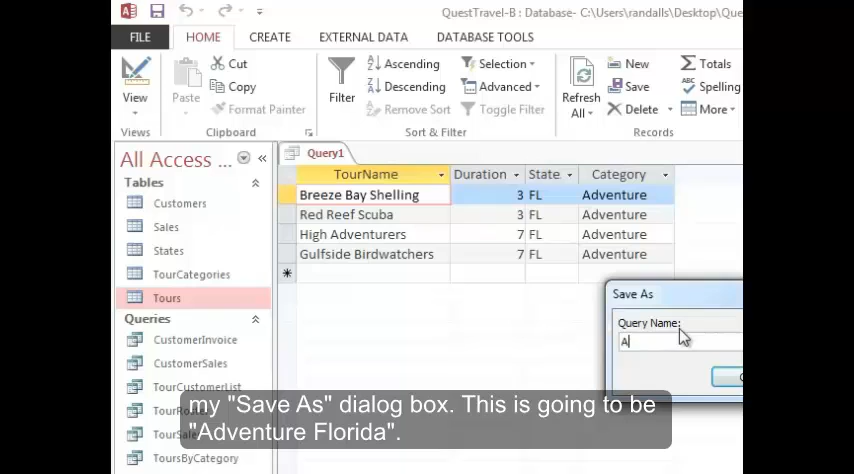 QuestTravel-B : Database- C:\Users\randalls\Desktop\Que
FILE HOME CREATE EXTERNAL DATA DATABASE TOOLS
Cut Ascending Selection New Totals
View Paste Copy Filter Descending Advanced Refresh All Save Spelling
Format Painter Remove Sort Toggle Filter Delete More
Views Clipboard Sort & Filter Records
All Access ... Query1
Tables TourName Duration State Category
Customers Breeze Bay Shelling 3 FL Adventure
Sales Red Reef Scuba 3 FL Adventure
States High Adventurers 7 FL Adventure
TourCategories Gulfside Birdwatchers 7 FL Adventure
Tours Save As
Queries Query Name:
CustomerInvoice A
CustomerSales
TourCustomerList
my "Save As" dialog box. This is going to be
"Adventure Florida".
ToursByCategory